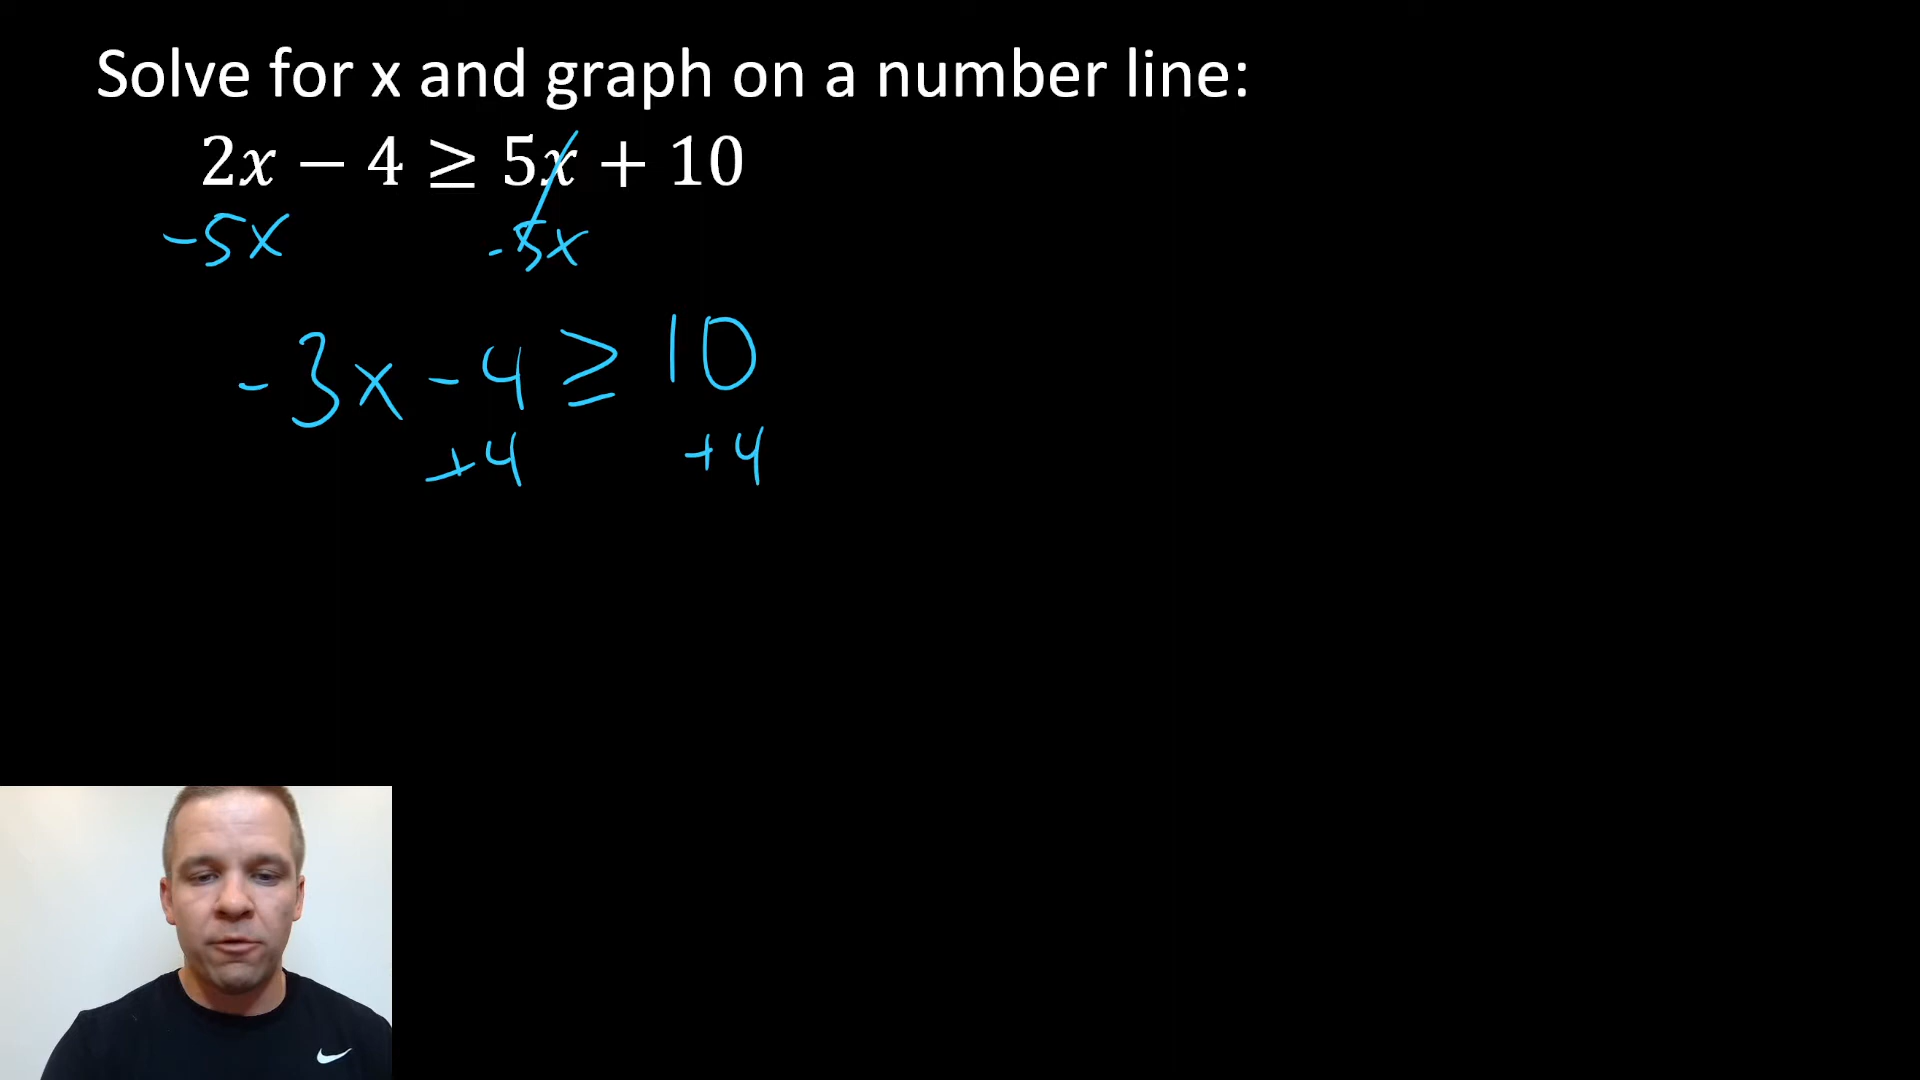 Solve for x and graph on a number line:
2x − 4 ≥ 5x + 10
-5x -5x
-3x - 4 ≥ 10
+4 +4